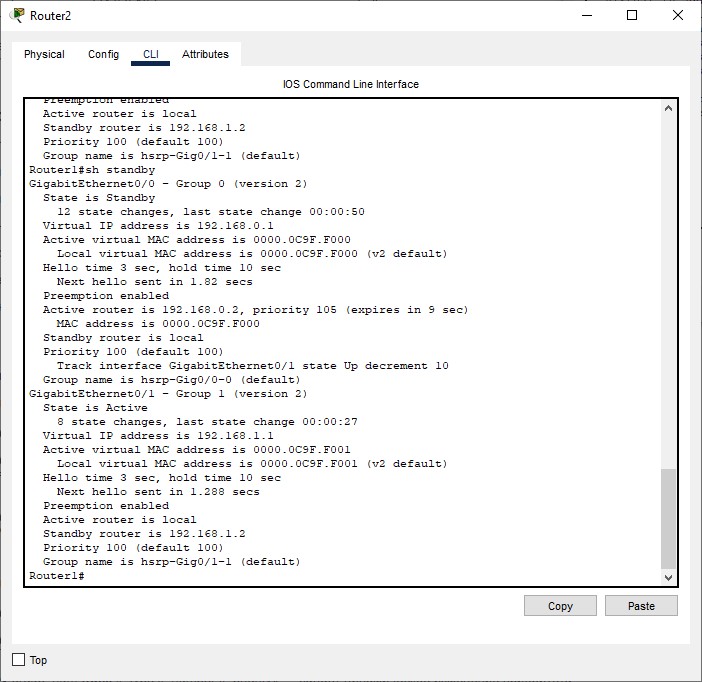 Router2
Physical Config CLI Attributes
IOS Command Line Interface
Preemption enabled
Active router is local
Standby router is 192.168.1.2
Priority 100 (default 100)
Group name is hsrp-Gig0/1-1 (default)
Router1#sh standby
GigabitEthernet0/0 - Group 0 (version 2)
State is Standby
12 state changes, last state change 00:00:50
Virtual IP address is 192.168.0.1
Active virtual MAC address is 0000.0C9F.F000
Local virtual MAC address is 0000.0C9F.F000 (v2 default)
Hello time 3 sec, hold time 10 sec
Next hello sent in 1.82 secs
Preemption enabled
Active router is 192.168.0.2, priority 105 (expires in 9 sec)
MAC address is 0000.0C9F.F000
Standby router is local
Priority 100 (default 100)
Track interface GigabitEthernet0/1 state Up decrement 10
Group name is hsrp-Gig0/0-0 (default)
GigabitEthernet0/1 - Group 1 (version 2)
State is Active
8 state changes, last state change 00:00:27
Virtual IP address is 192.168.1.1
Active virtual MAC address is 0000.0C9F.F001
Local virtual MAC address is 0000.0C9F.F001 (v2 default)
Hello time 3 sec, hold time 10 sec
Next hello sent in 1.288 secs
Preemption enabled
Active router is local
Standby router is 192.168.1.2
Priority 100 (default 100)
Group name is hsrp-Gig0/1-1 (default)
Router1#
Copy Paste
Top